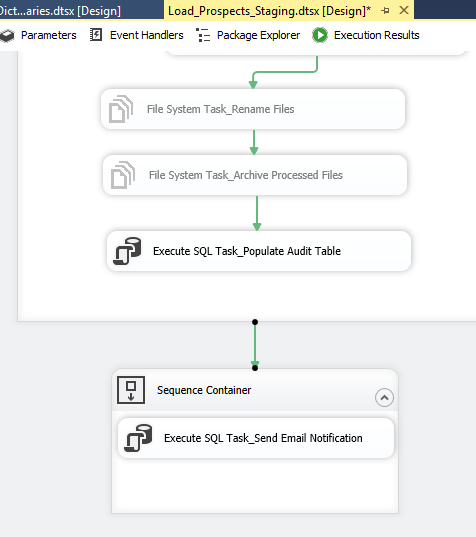 Dict...aries.dtsx [Design]
Load_Prospects_Staging.dtsx [Design]*
Parameters
Event Handlers
Package Explorer
Execution Results
File System Task_Rename Files
File System Task_Archive Processed Files
Execute SQL Task_Populate Audit Table
Sequence Container
Execute SQL Task_Send Email Notification